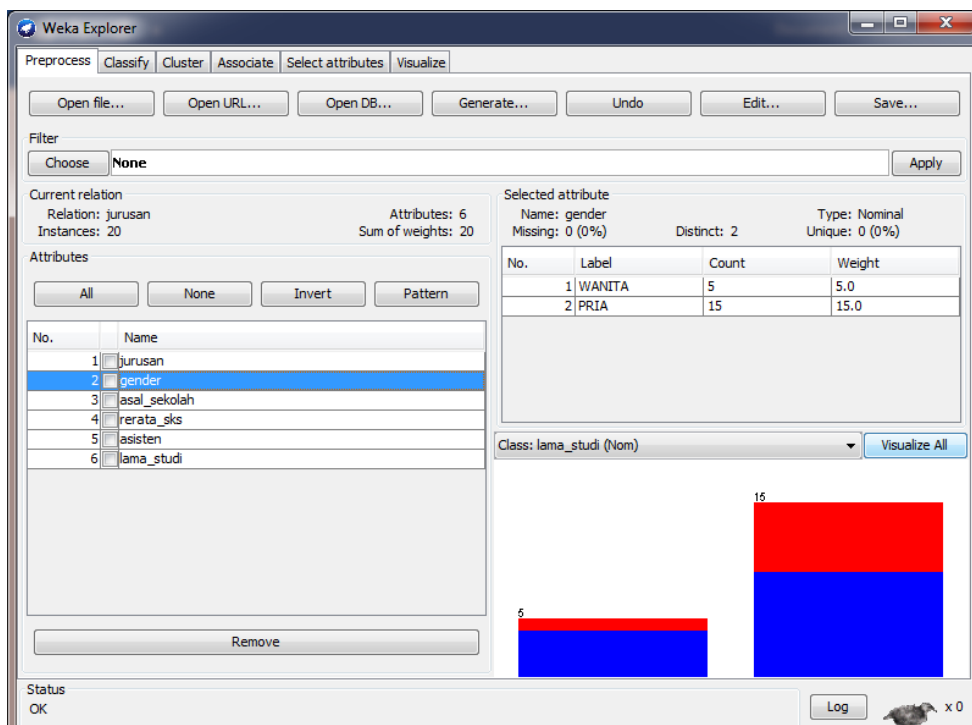 Weka Explorer
Preprocess Classify Cluster Associate Select attributes Visualize
Open file... Open URL... Open DB... Generate... Undo Edit... Save...
Filter
Choose None Apply
Current relation
Relation: jurusan Attributes: 6
Instances: 20 Sum of weights: 20
Attributes
All None Invert Pattern
No. Name
1 jurusan
2 gender
3 asal_sekolah
4 rerata_sks
5 asisten
6 lama_studi
Remove
Selected attribute
Name: gender Type: Nominal
Missing: 0 (0%) Distinct: 2 Unique: 0 (0%)
No. Label Count Weight
1 WANITA 5 5.0
2 PRIA 15 15.0
Class: lama_studi (Nom) Visualize All
15
5
Status
OK Log x 0